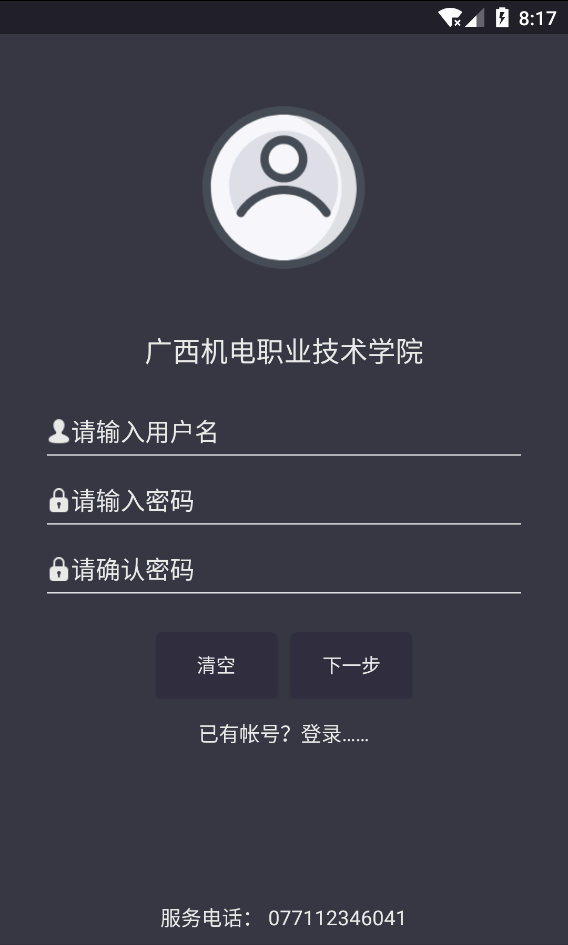 8:17
广西机电职业技术学院
请输入用户名
请输入密码
请确认密码
清空 下一步
已有帐号？登录……
服务电话： 077112346041